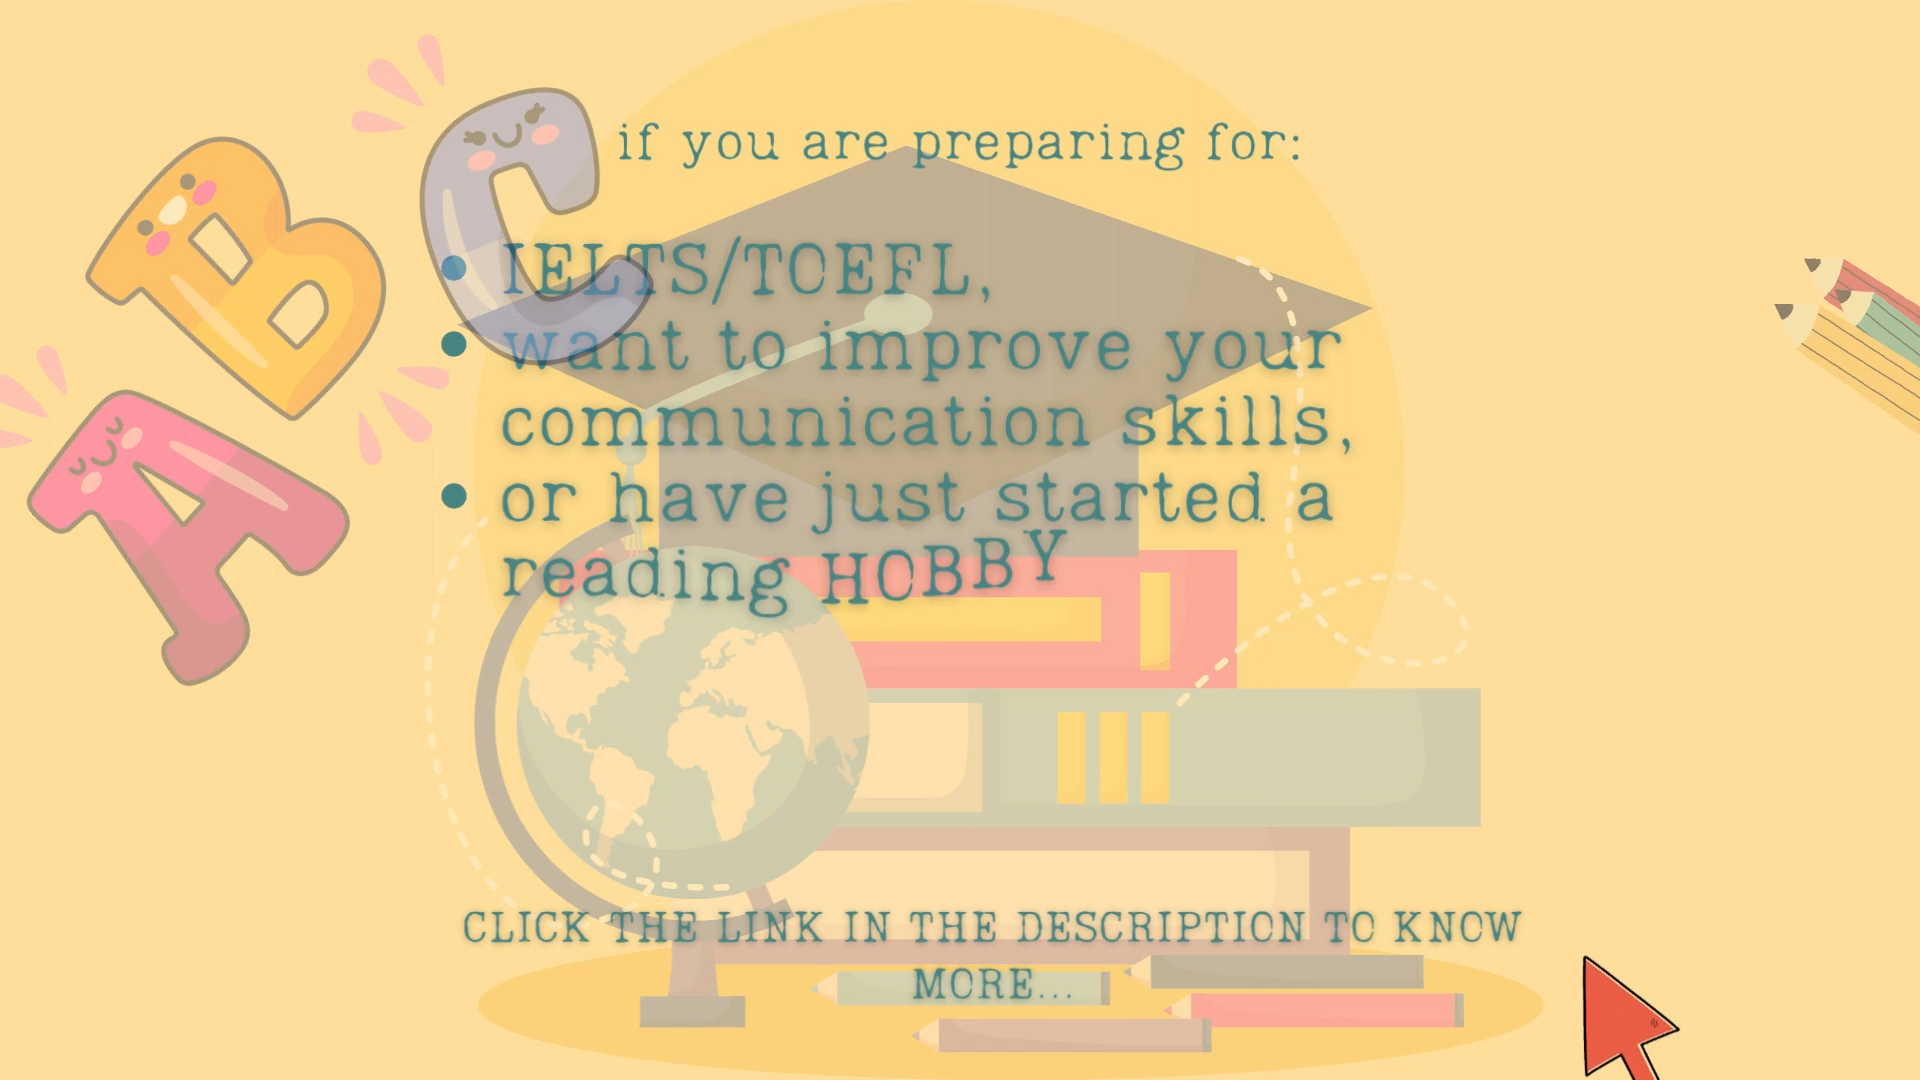 if you are preparing for:
• IELTS/TOEFL,
• want to improve your
communication skills,
• or have just started a
reading HOBBY
CLICK THE LINK IN THE DESCRIPTION TO KNOW
MORE...
A
B
C